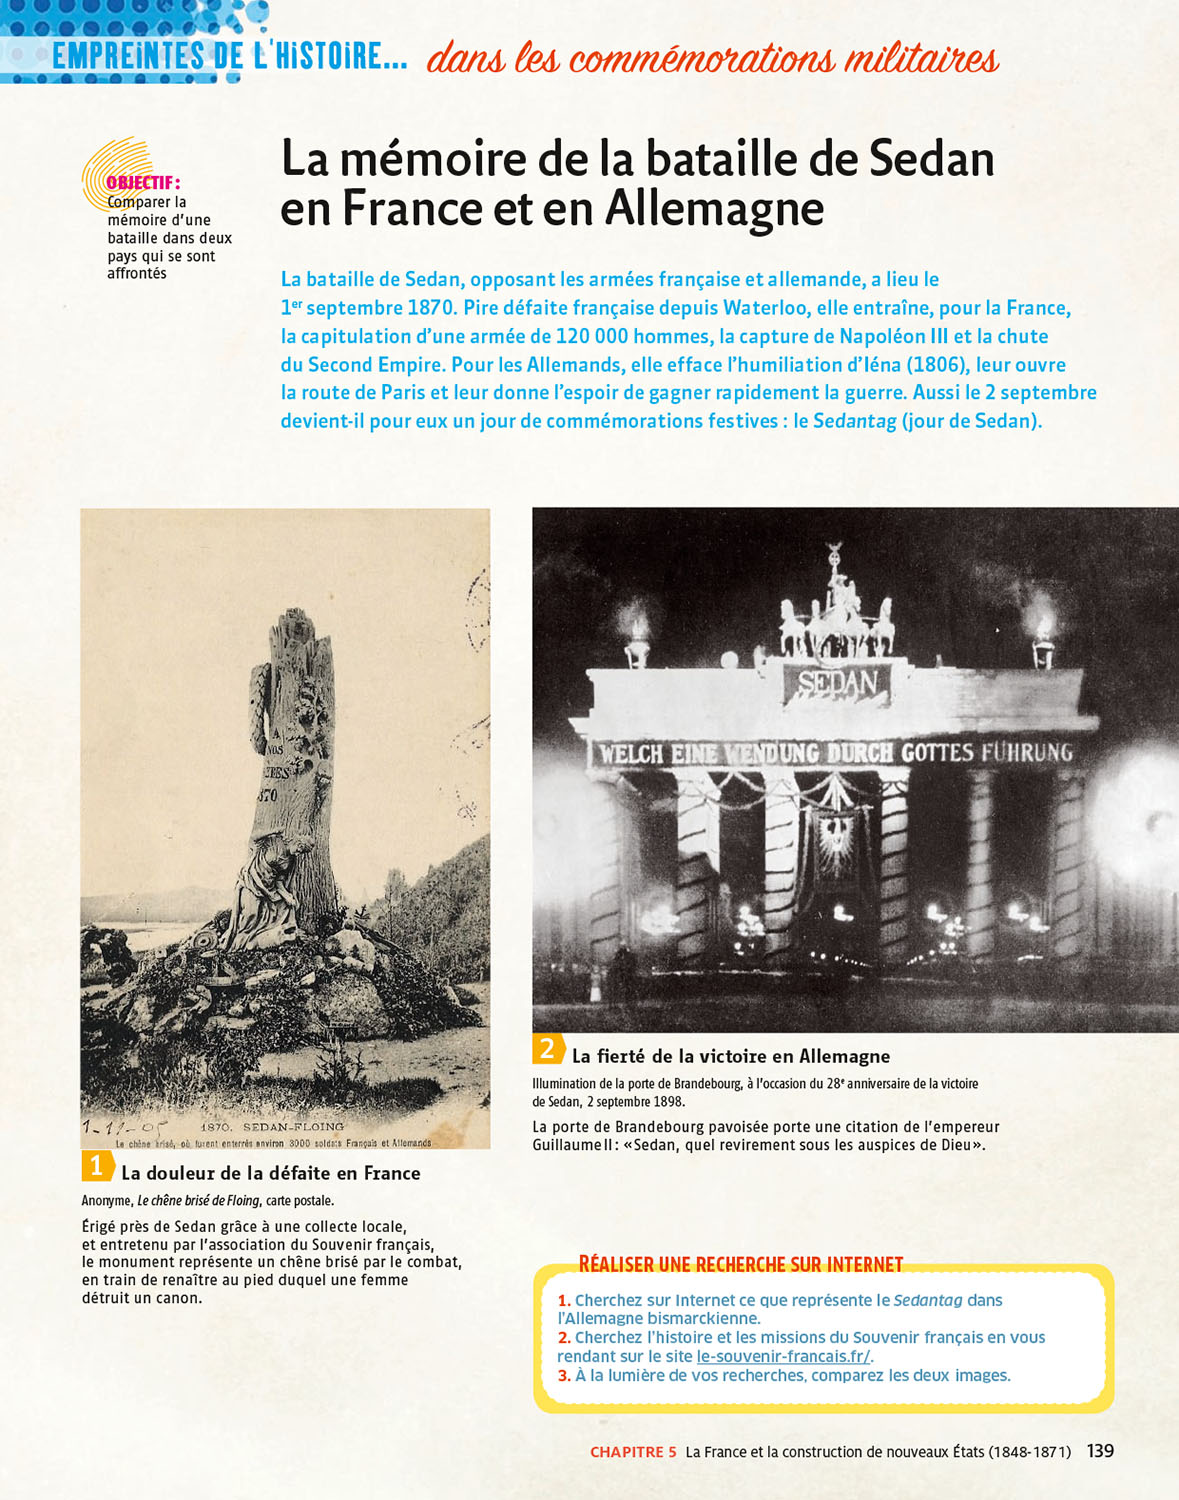 EMPREINTES DE L'HISTOIRE... dans les commémorations militaires
OBJECTIF :
Comparer la
mémoire d'une
bataille dans deux
pays qui se sont
affrontés
La mémoire de la bataille de Sedan
en France et en Allemagne
La bataille de Sedan, opposant les armées française et allemande, a lieu le
1er septembre 1870. Pire défaite française depuis Waterloo, elle entraîne, pour la France,
la capitulation d'une armée de 120 000 hommes, la capture de Napoléon III et la chute
du Second Empire. Pour les Allemands, elle efface l'humiliation d'Iéna (1806), leur ouvre
la route de Paris et leur donne l'espoir de gagner rapidement la guerre. Aussi le 2 septembre
devient-il pour eux un jour de commémorations festives : le Sedantag (jour de Sedan).
A
NOS
870
1-11-05
1870. SEDAN-FLOING
Le chêne brisé, où furent enterrés environ 3000 soldats Français et Allemands
1 La douleur de la défaite en France
Anonyme, Le chêne brisé de Floing, carte postale.
Érigé près de Sedan grâce à une collecte locale,
et entretenu par l'association du Souvenir français,
le monument représente un chêne brisé par le combat,
en train de renaître au pied duquel une femme
détruit un canon.
SEDAN
WELCH EINE WENDUNG DURCH GOTTES FÜHRUNG
2 La fierté de la victoire en Allemagne
Illumination de la porte de Brandebourg, à l'occasion du 28e anniversaire de la victoire
de Sedan, 2 septembre 1898.
La porte de Brandebourg pavoisée porte une citation de l'empereur
Guillaume II : «Sedan, quel revirement sous les auspices de Dieu».
RÉALISER UNE RECHERCHE SUR INTERNET
1. Cherchez sur Internet ce que représente le Sedantag dans
l'Allemagne bismarckienne.
2. Cherchez l'histoire et les missions du Souvenir français en vous
rendant sur le site le-souvenir-francais.fr/.
3. À la lumière de vos recherches, comparez les deux images.
CHAPITRE 5 La France et la construction de nouveaux États (1848-1871) 139